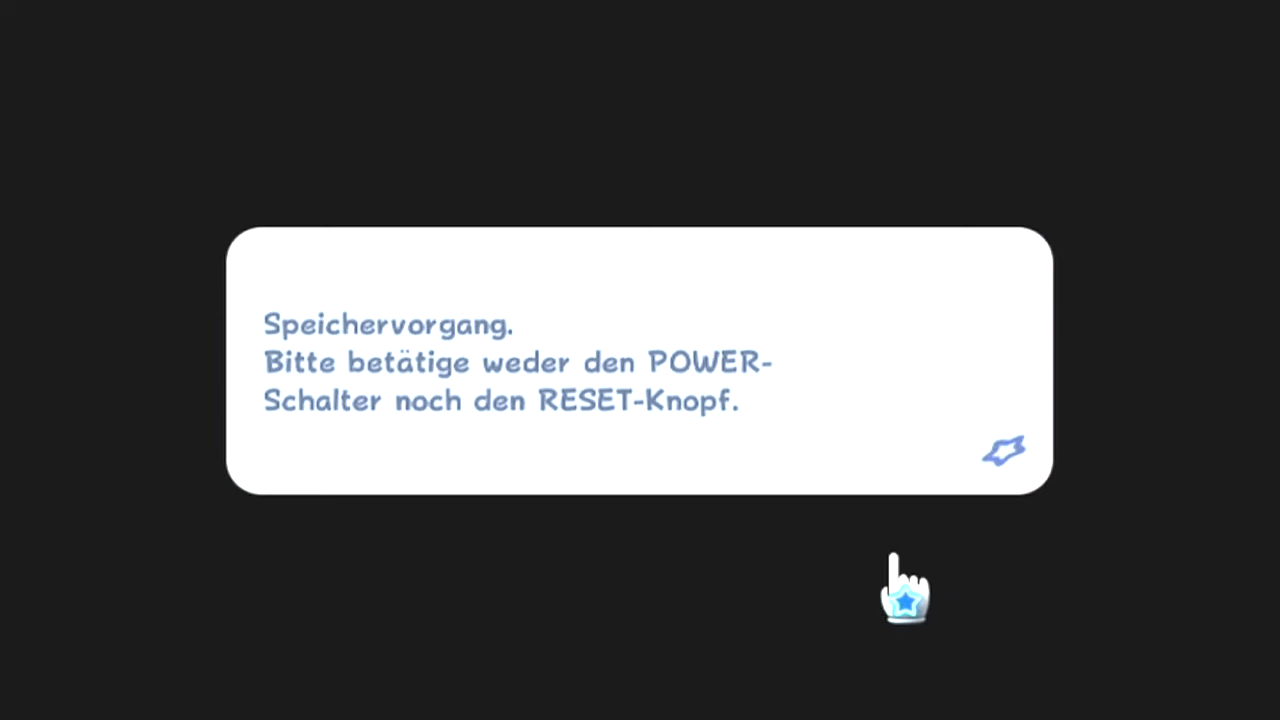 Speichervorgang.
Bitte betätige weder den POWER-
Schalter noch den RESET-Knopf.